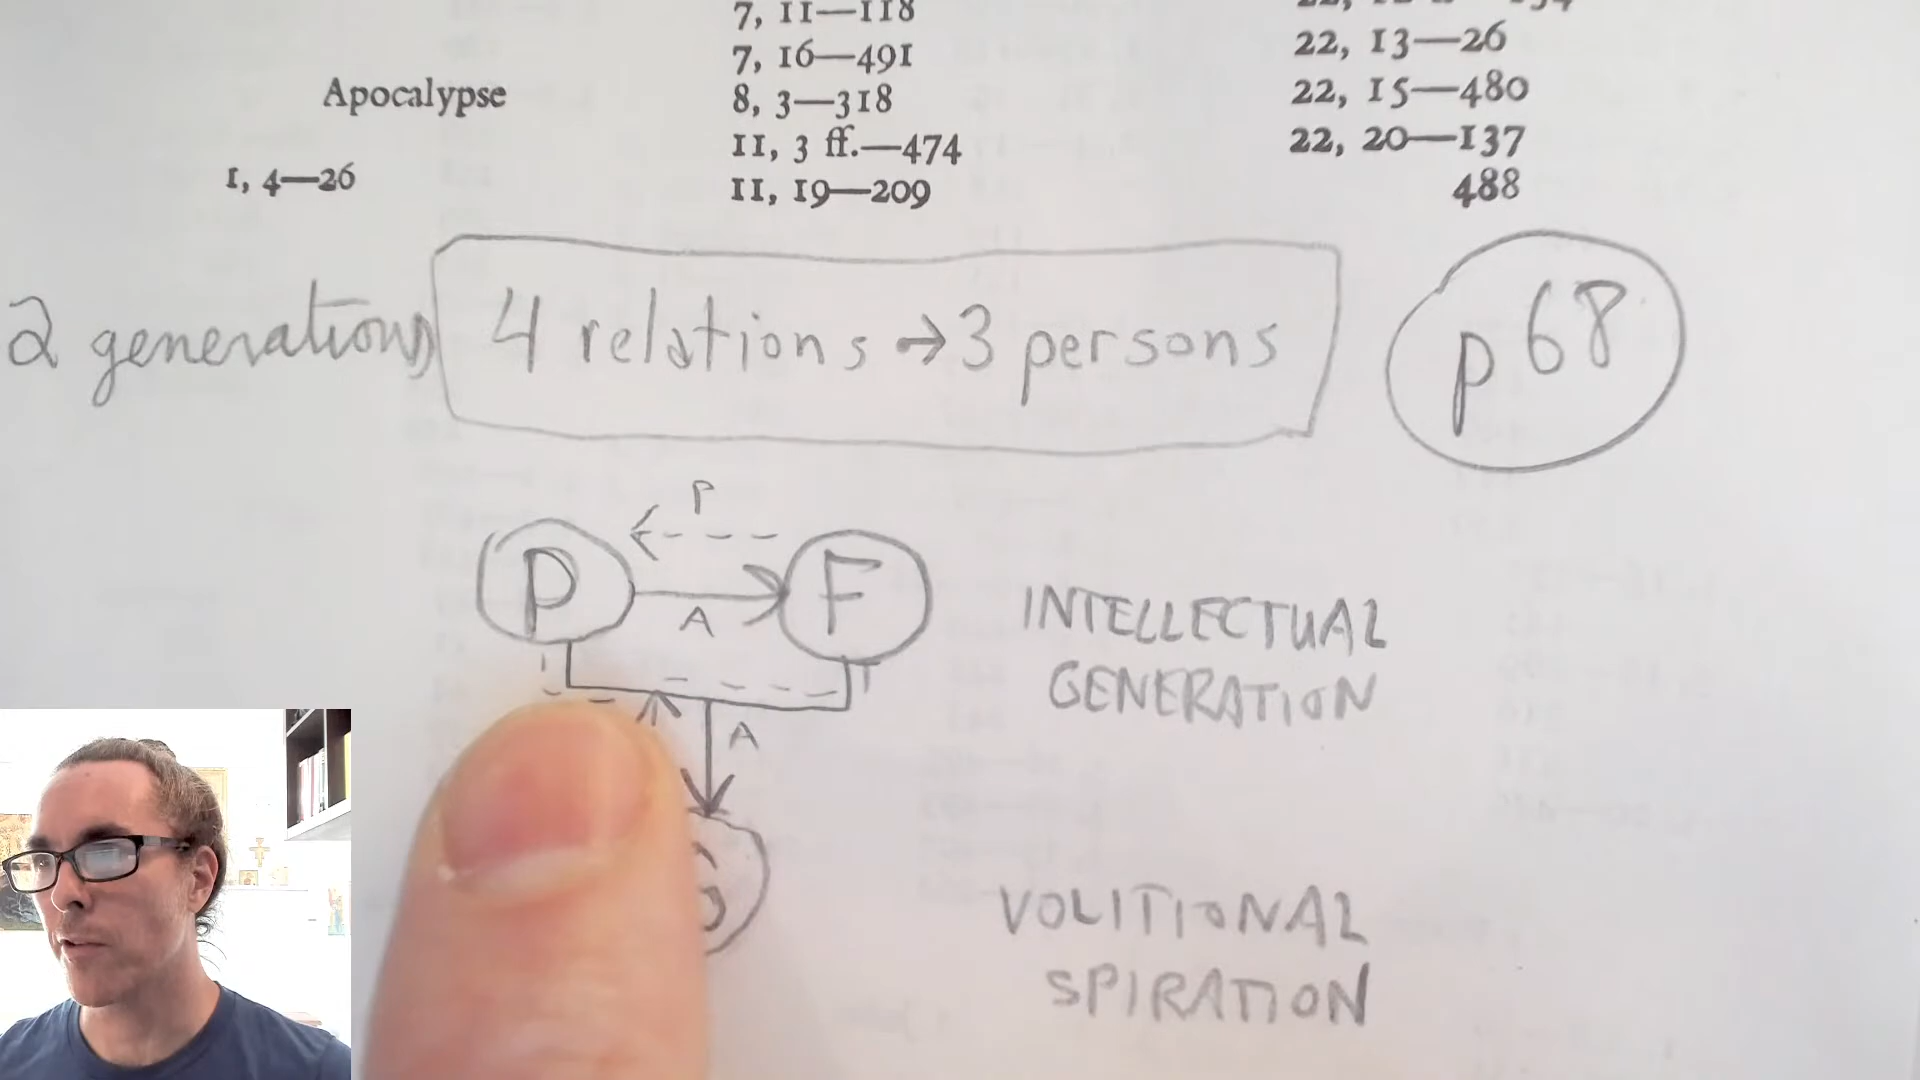 7, 11—118
7, 16—491
Apocalypse
8, 3—318
11, 3 ff.—474
1, 4—26
11, 19—209
22, 13—26
22, 15—480
22, 20—137
488
2 generations
4 relations → 3 persons
p 68
P
P
A
F
INTELLECTUAL
GENERATION
A
VOLITIONAL
SPIRATION